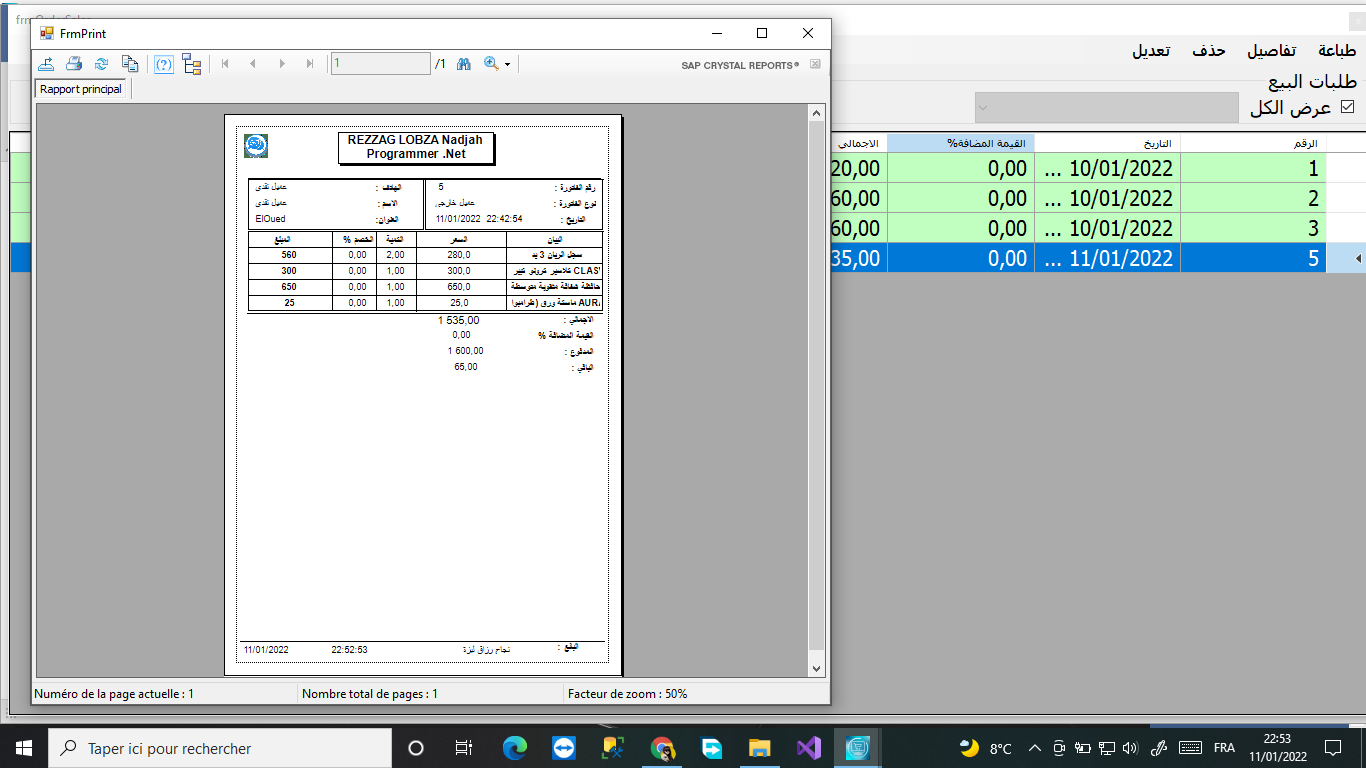 FrmPrint
1 /1 SAP CRYSTAL REPORTS®
Rapport principal
REZZAG LOBZA Nadjah
Programmer .Net
رقم الفاتورة : 5
الهاتف : عميل نقدي
نوع الفاتورة : عميل خارجي
الاسم : عميل نقدي
التاريخ : 11/01/2022 22:42:54
العنوان: ElOued
البيان السعر الكمية الخصم % المبلغ
سجل الريان 3 يد 280,0 2,00 0,00 560
كلاسير كرونو كبير CLAS 300,0 1,00 0,00 300
حافظة شفافة مثقوبة متوسطة 650,0 1,00 0,00 650
ماسكة ورق (طرامبوا AURA 25,0 1,00 0,00 25
الاجمالي : 1 535,00
القيمة المضافة % 0,00
المدفوع : 1 600,00
الباقي : 65,00
البائع : نجاح رزاق لبزة 22:52:53 11/01/2022
Numéro de la page actuelle : 1 Nombre total de pages : 1 Facteur de zoom : 50%
طباعة تفاصيل حذف تعديل
طلبات البيع
عرض الكل
الرقم التاريخ القيمة المضافة% الاجمالي
1 10/01/2022 ... 0,00 20,00
2 10/01/2022 ... 0,00 60,00
3 10/01/2022 ... 0,00 60,00
5 11/01/2022 ... 0,00 35,00
Taper ici pour rechercher
8°C FRA 22:53
11/01/2022